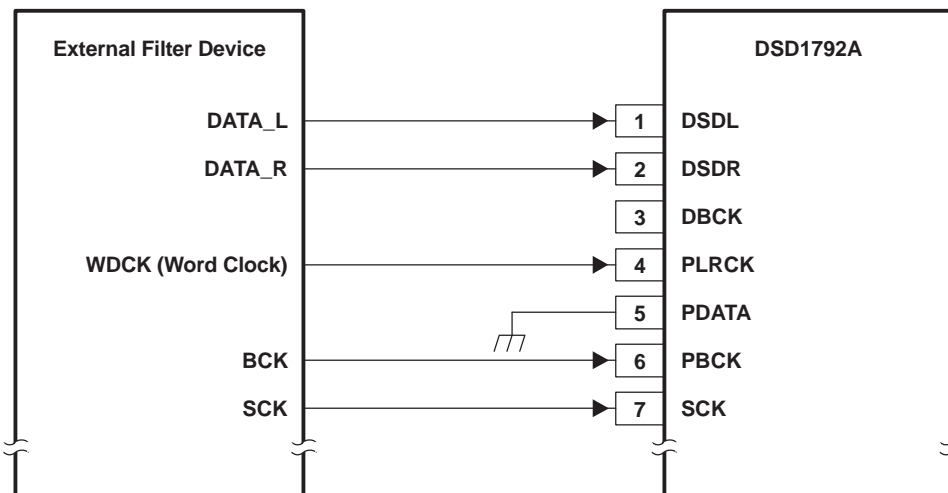 External Filter Device DSD1792A
DATA_L 1 DSDL
DATA_R 2 DSDR
3 DBCK
WDCK (Word Clock) 4 PLRCK
5 PDATA
BCK 6 PBCK
SCK 7 SCK